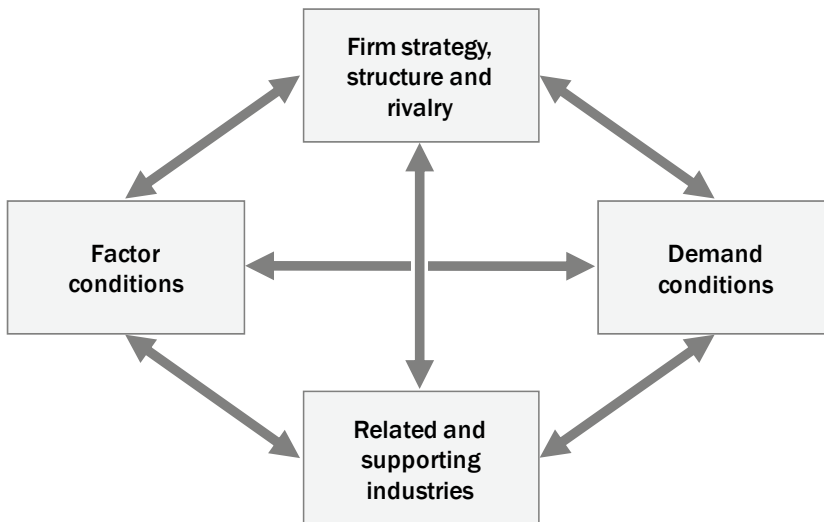 Firm strategy,
structure and
rivalry
Factor
conditions
Demand
conditions
Related and
supporting
industries